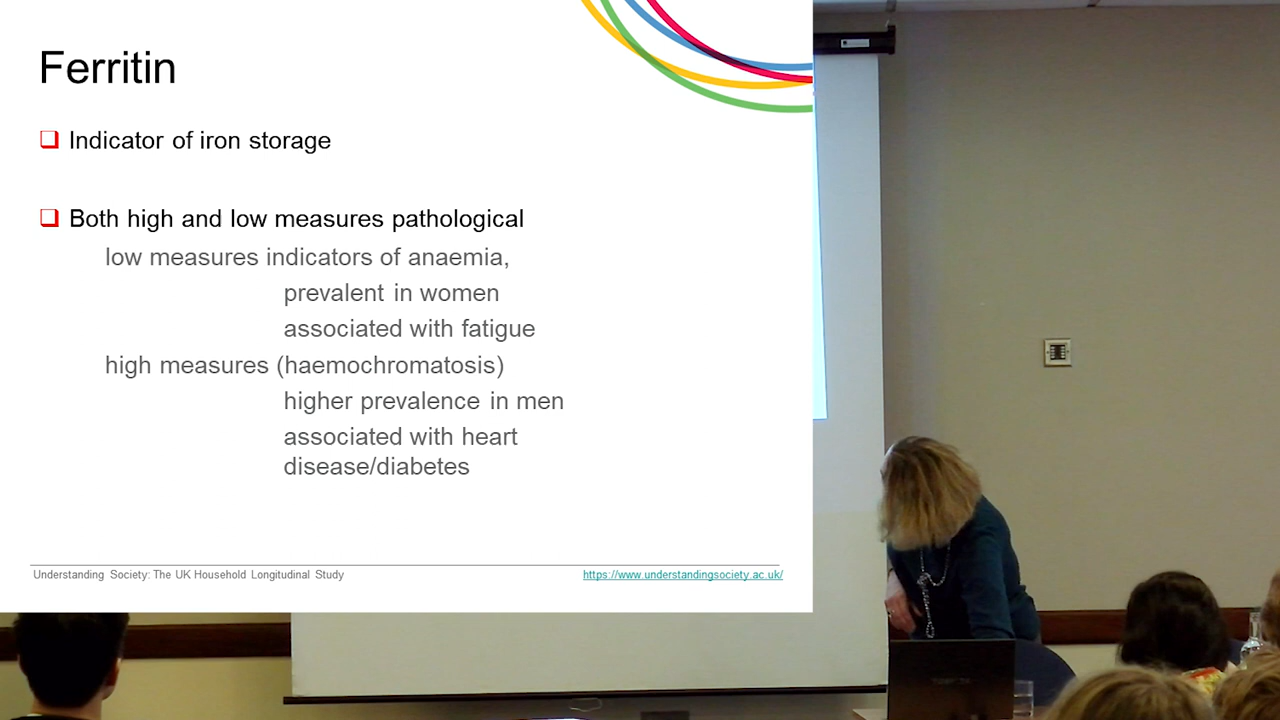 Ferritin
Indicator of iron storage
Both high and low measures pathological
low measures indicators of anaemia,
prevalent in women
associated with fatigue
high measures (haemochromatosis)
higher prevalence in men
associated with heart
disease/diabetes
Understanding Society: The UK Household Longitudinal Study
https://www.understandingsociety.ac.uk/